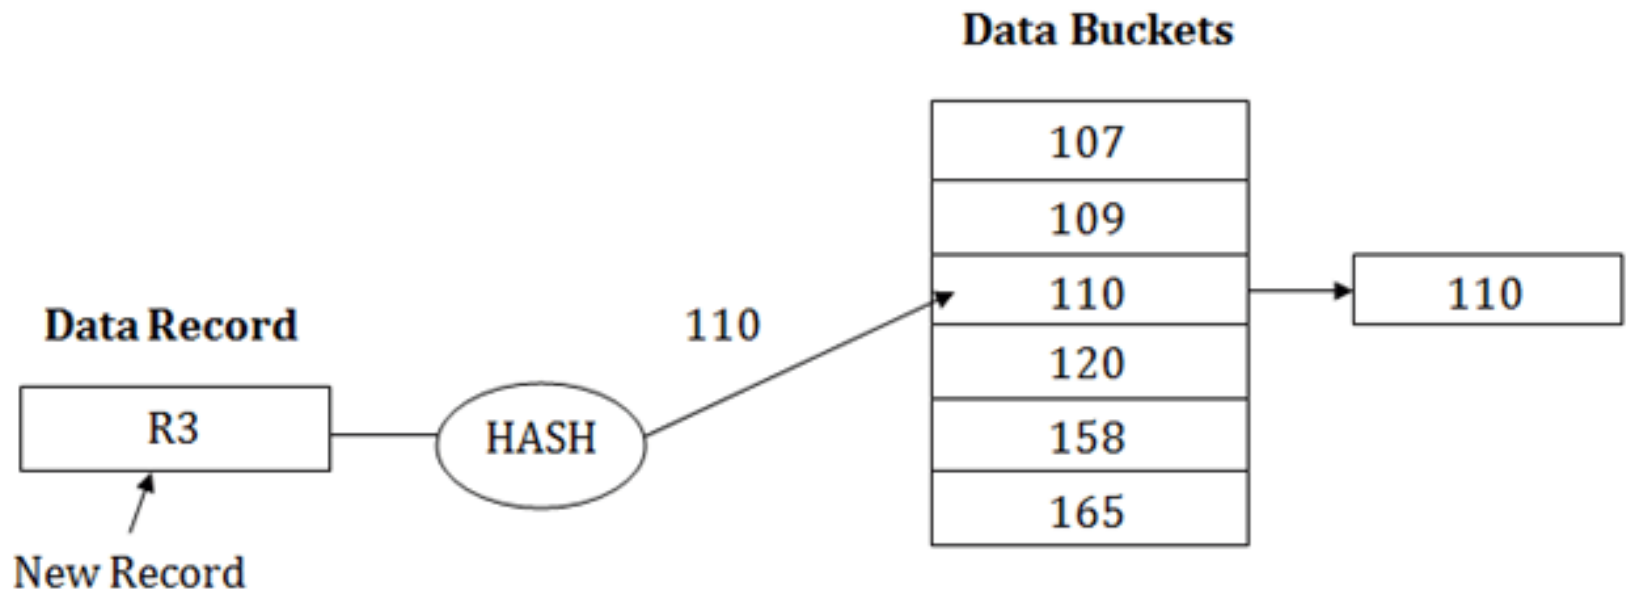 Data Buckets
107
109
110
110
120
158
165
110
Data Record
R3
HASH
New Record